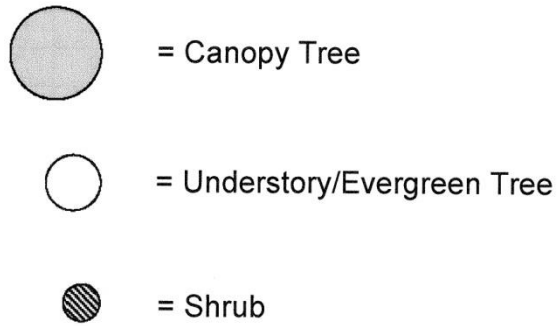 = Canopy Tree
= Understory/Evergreen Tree
= Shrub